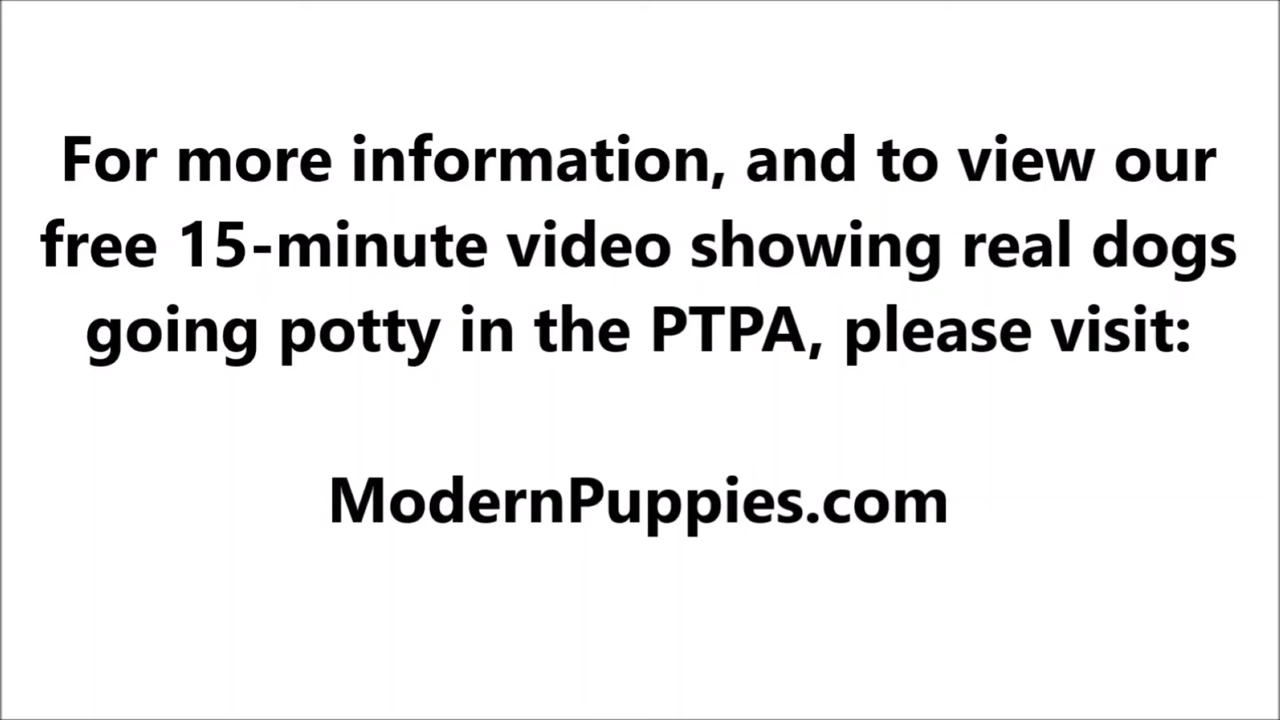 For more information, and to view our
free 15-minute video showing real dogs
going potty in the PTPA, please visit:
ModernPuppies.com